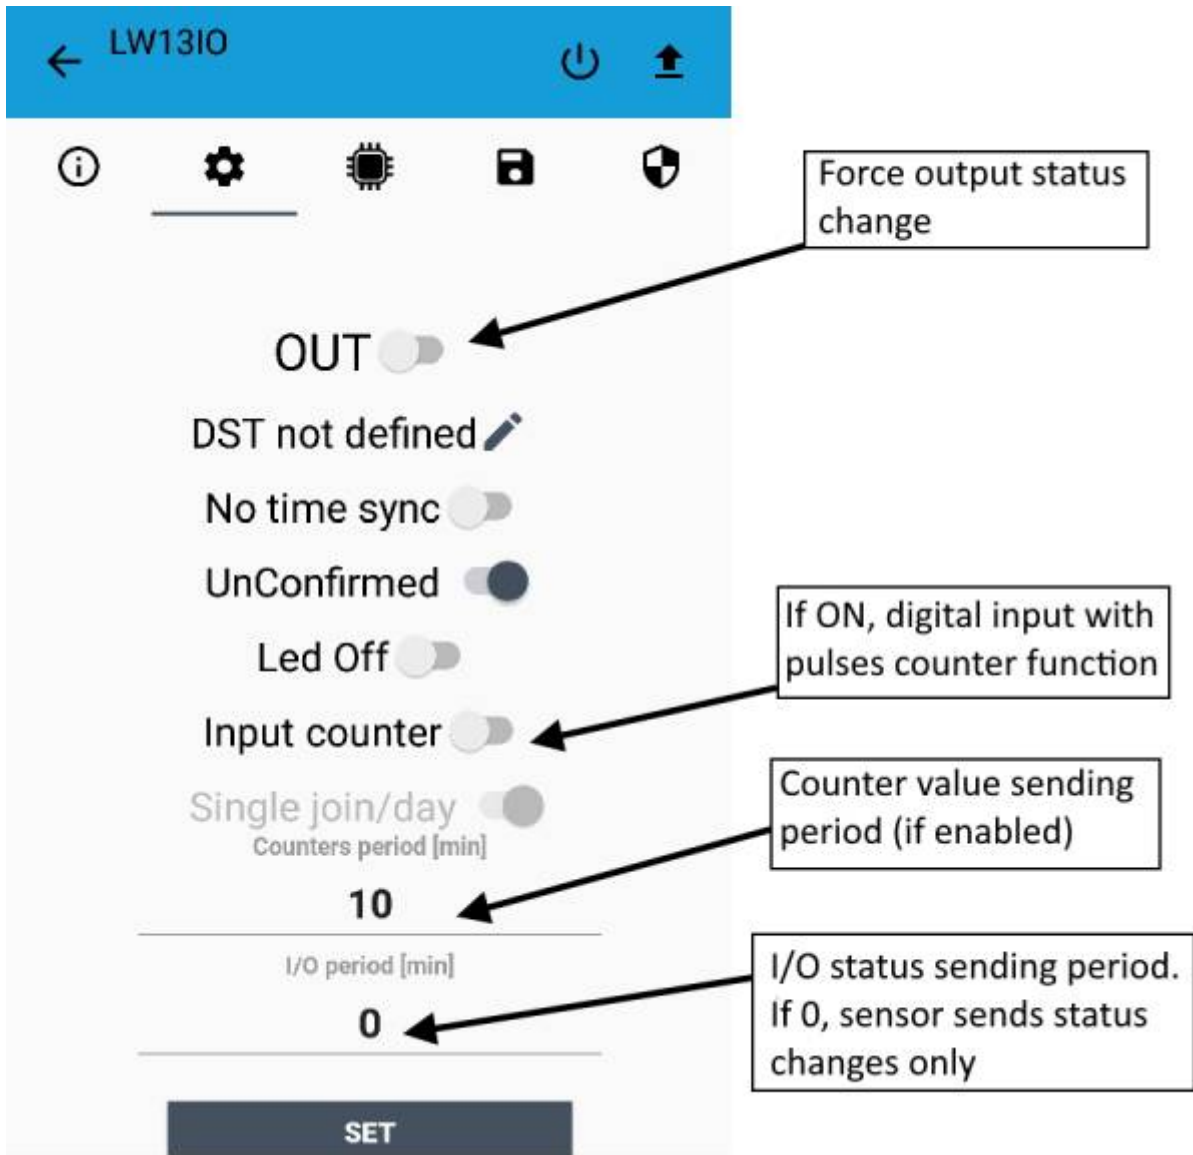 LW13IO
Force output status
change
OUT
DST not defined
No time sync
UnConfirmed
If ON, digital input with
pulses counter function
Led Off
Input counter
Single join/day
Counter value sending
period (if enabled)
Counters period [min]
10
I/O period [min]
0
I/O status sending period.
If 0, sensor sends status
changes only
SET